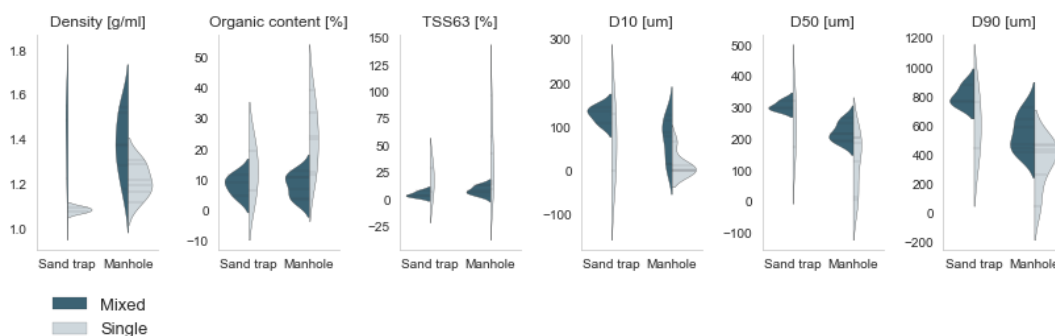 Density [g/ml]
1.8
1.6
1.4
1.2
1.0
Sand trap Manhole
Organic content [%]
50
40
30
20
10
0
−10
Sand trap Manhole
TSS63 [%]
150
125
100
75
50
25
0
−25
Sand trap Manhole
D10 [um]
300
200
100
0
−100
Sand trap Manhole
D50 [um]
500
400
300
200
100
0
−100
Sand trap Manhole
D90 [um]
1200
1000
800
600
400
200
0
−200
Sand trap Manhole
Mixed
Single